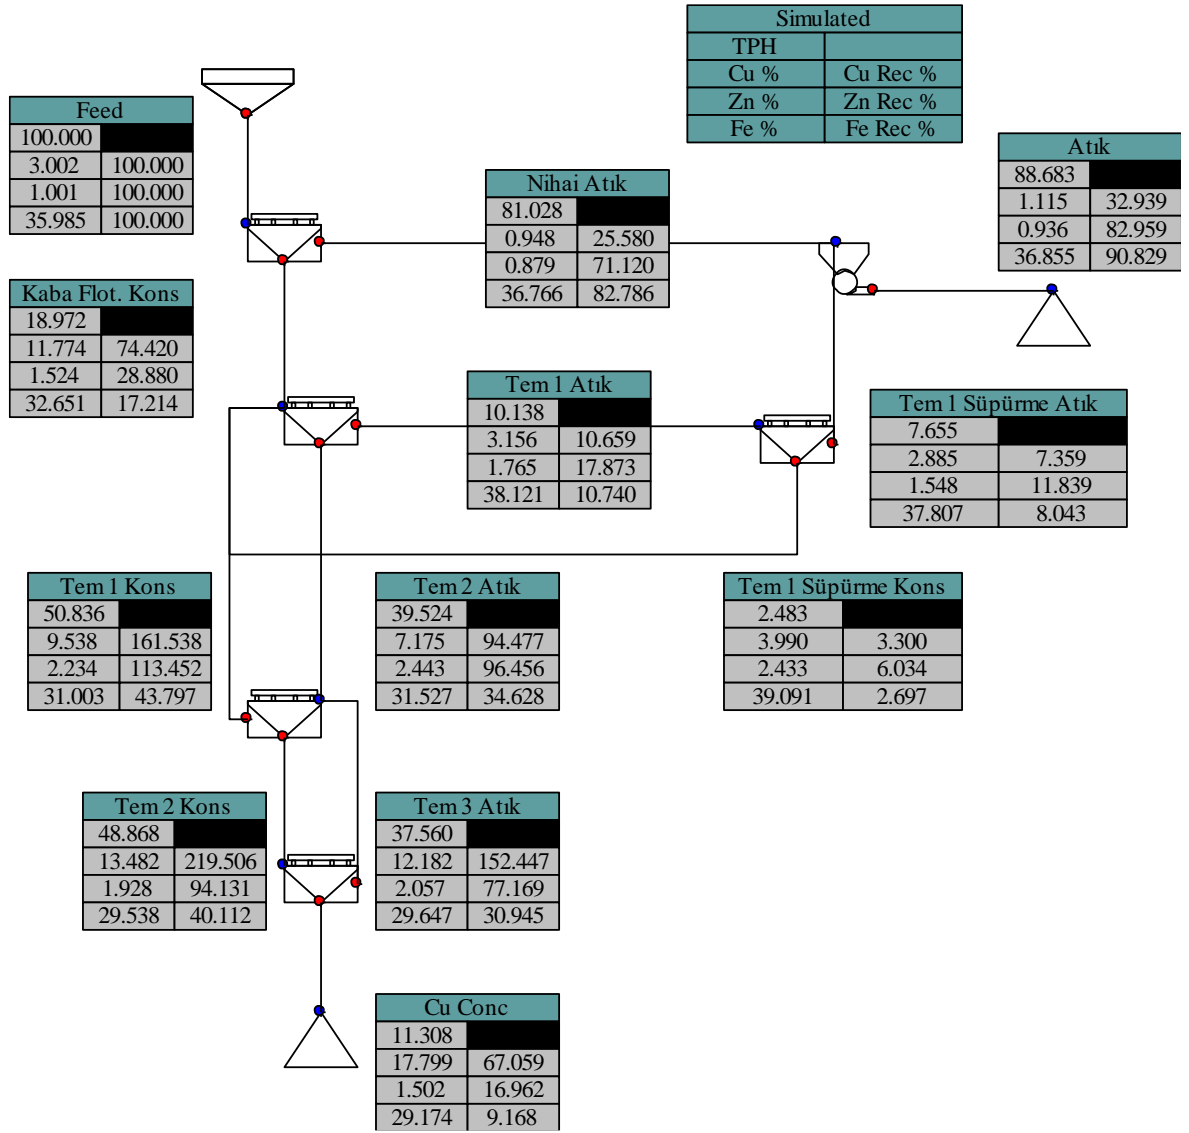 Simulated
TPH
Cu % Cu Rec %
Zn % Zn Rec %
Fe % Fe Rec %
Feed
100.000
3.002 100.000
1.001 100.000
35.985 100.000
Atık
88.683
1.115 32.939
0.936 82.959
36.855 90.829
Nihai Atık
81.028
0.948 25.580
0.879 71.120
36.766 82.786
Kaba Flot. Kons
18.972
11.774 74.420
1.524 28.880
32.651 17.214
Tem 1 Atık
10.138
3.156 10.659
1.765 17.873
38.121 10.740
Tem 1 Süpürme Atık
7.655
2.885 7.359
1.548 11.839
37.807 8.043
Tem 1 Kons
50.836
9.538 161.538
2.234 113.452
31.003 43.797
Tem 2 Atık
39.524
7.175 94.477
2.443 96.456
31.527 34.628
Tem 1 Süpürme Kons
2.483
3.990 3.300
2.433 6.034
39.091 2.697
Tem 2 Kons
48.868
13.482 219.506
1.928 94.131
29.538 40.112
Tem 3 Atık
37.560
12.182 152.447
2.057 77.169
29.647 30.945
Cu Conc
11.308
17.799 67.059
1.502 16.962
29.174 9.168